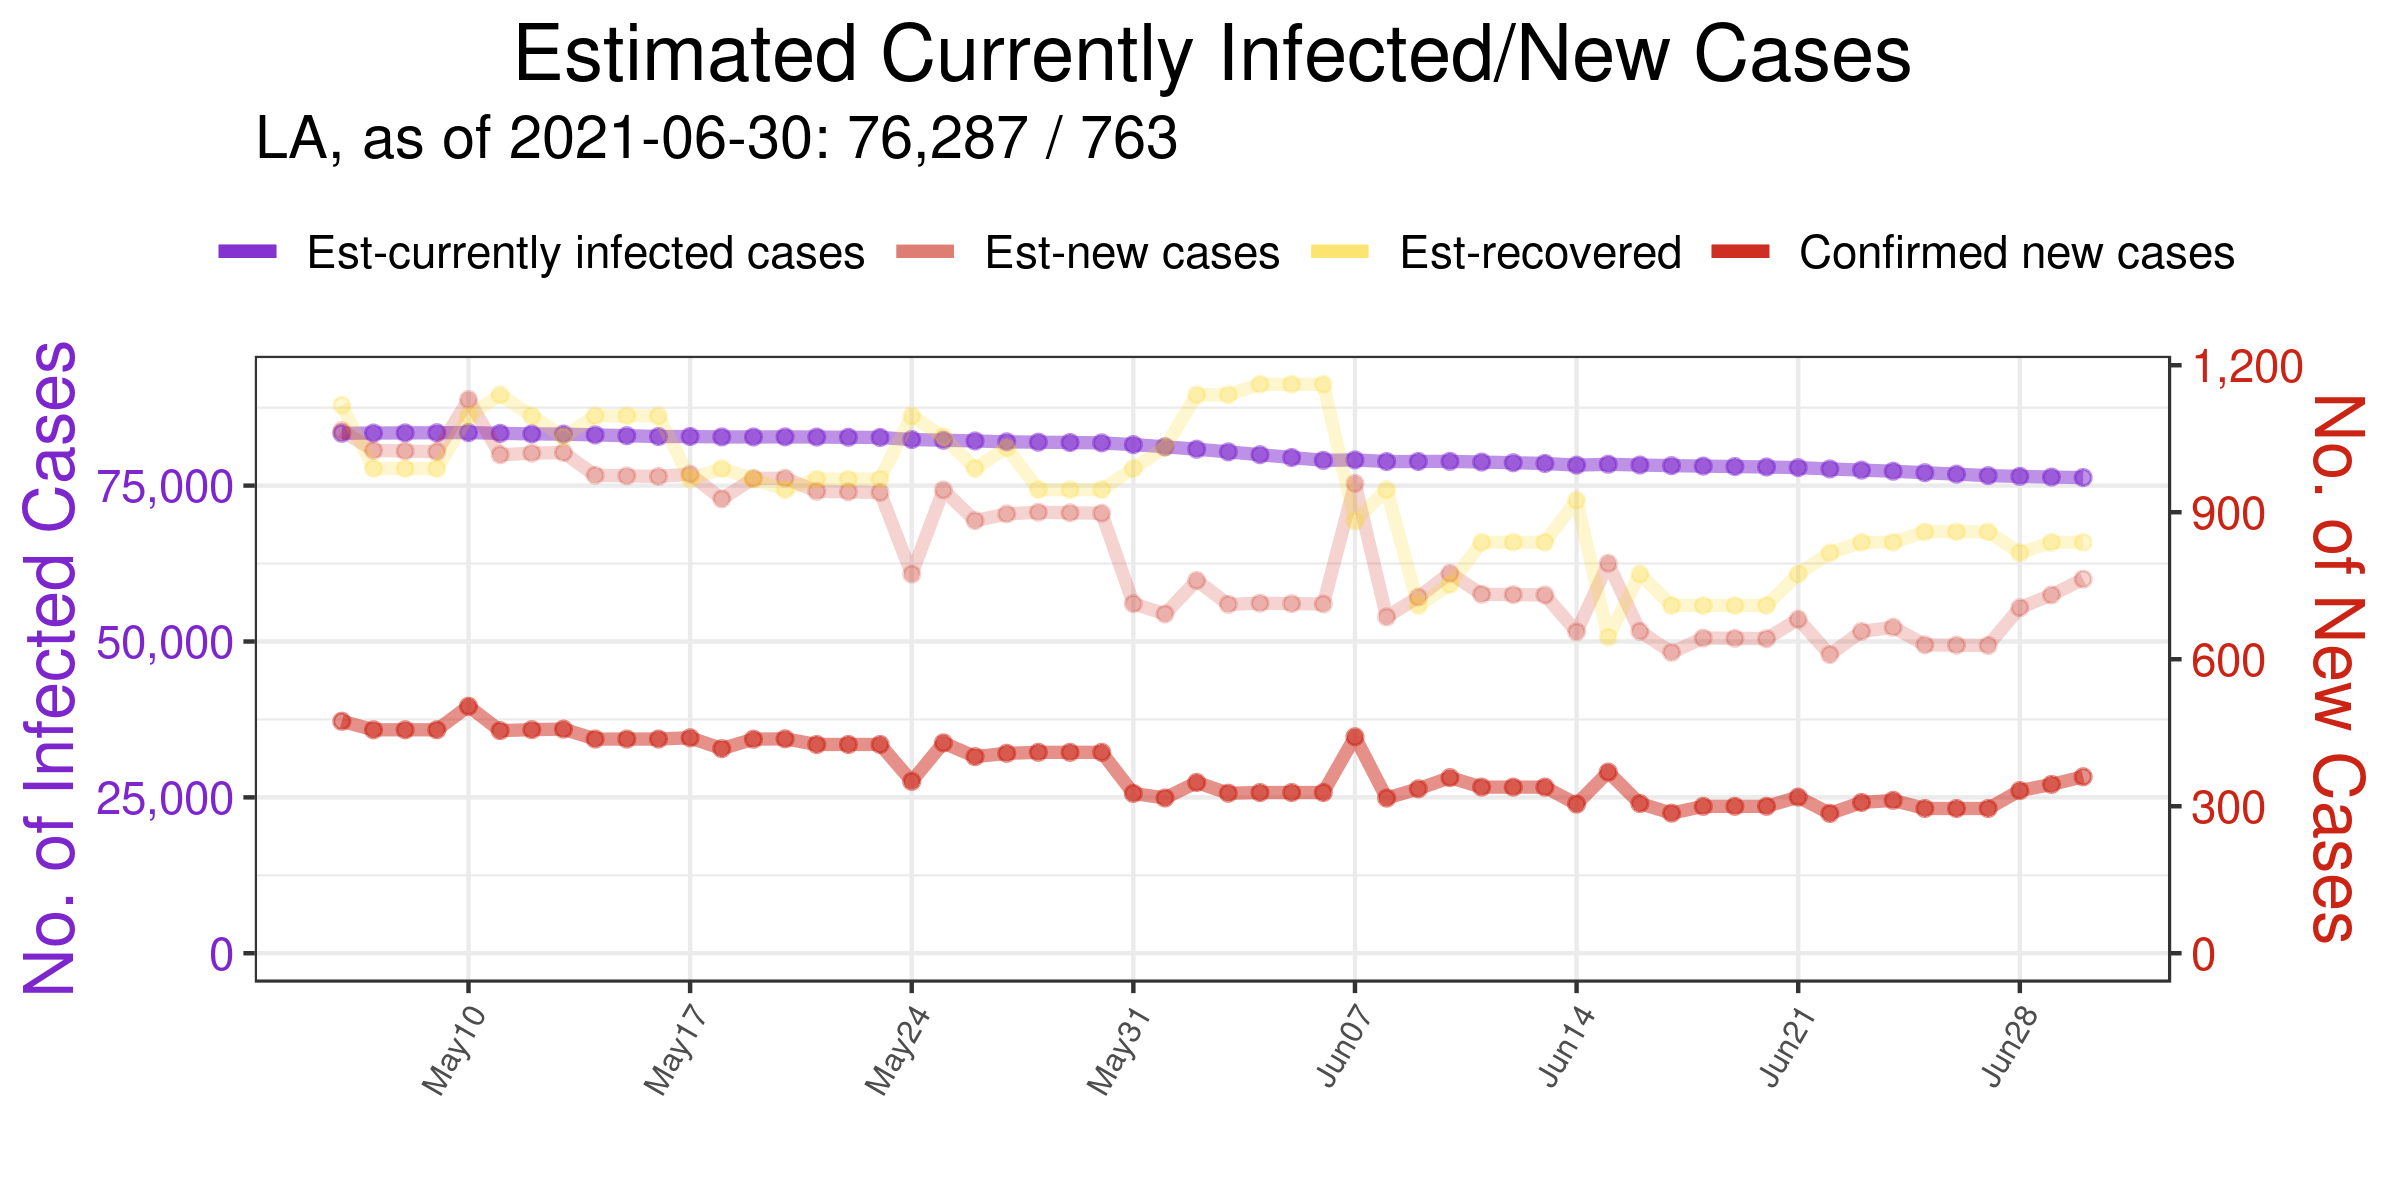 Estimated Currently Infected/New Cases
LA, as of 2021-06-30: 76,287 / 763
Est-currently infected cases Est-new cases Est-recovered Confirmed new cases
No. of Infected Cases
75,000
50,000
25,000
0
1,200
900
600
300
0
No. of New Cases
May10 May17 May24 May31 Jun07 Jun14 Jun21 Jun28